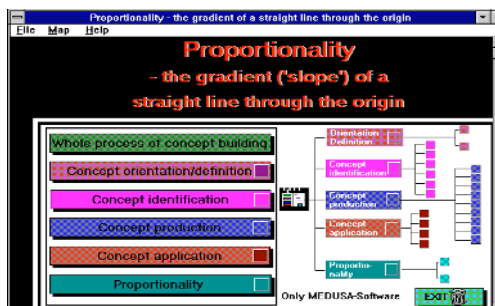 Proportionality - the gradient of a straight line through the origin
File Map Help
Proportionality
- the gradient ('slope') of a
straight line through the origin
Whole process of concept building
Concept orientation/definition
Concept identification
Concept production
Concept application
Proportionality
Orientation
Definition
Concept
identification
Concept
production
Concept
application
Proportio-
nality
Only MEDUSA-Software
EXIT